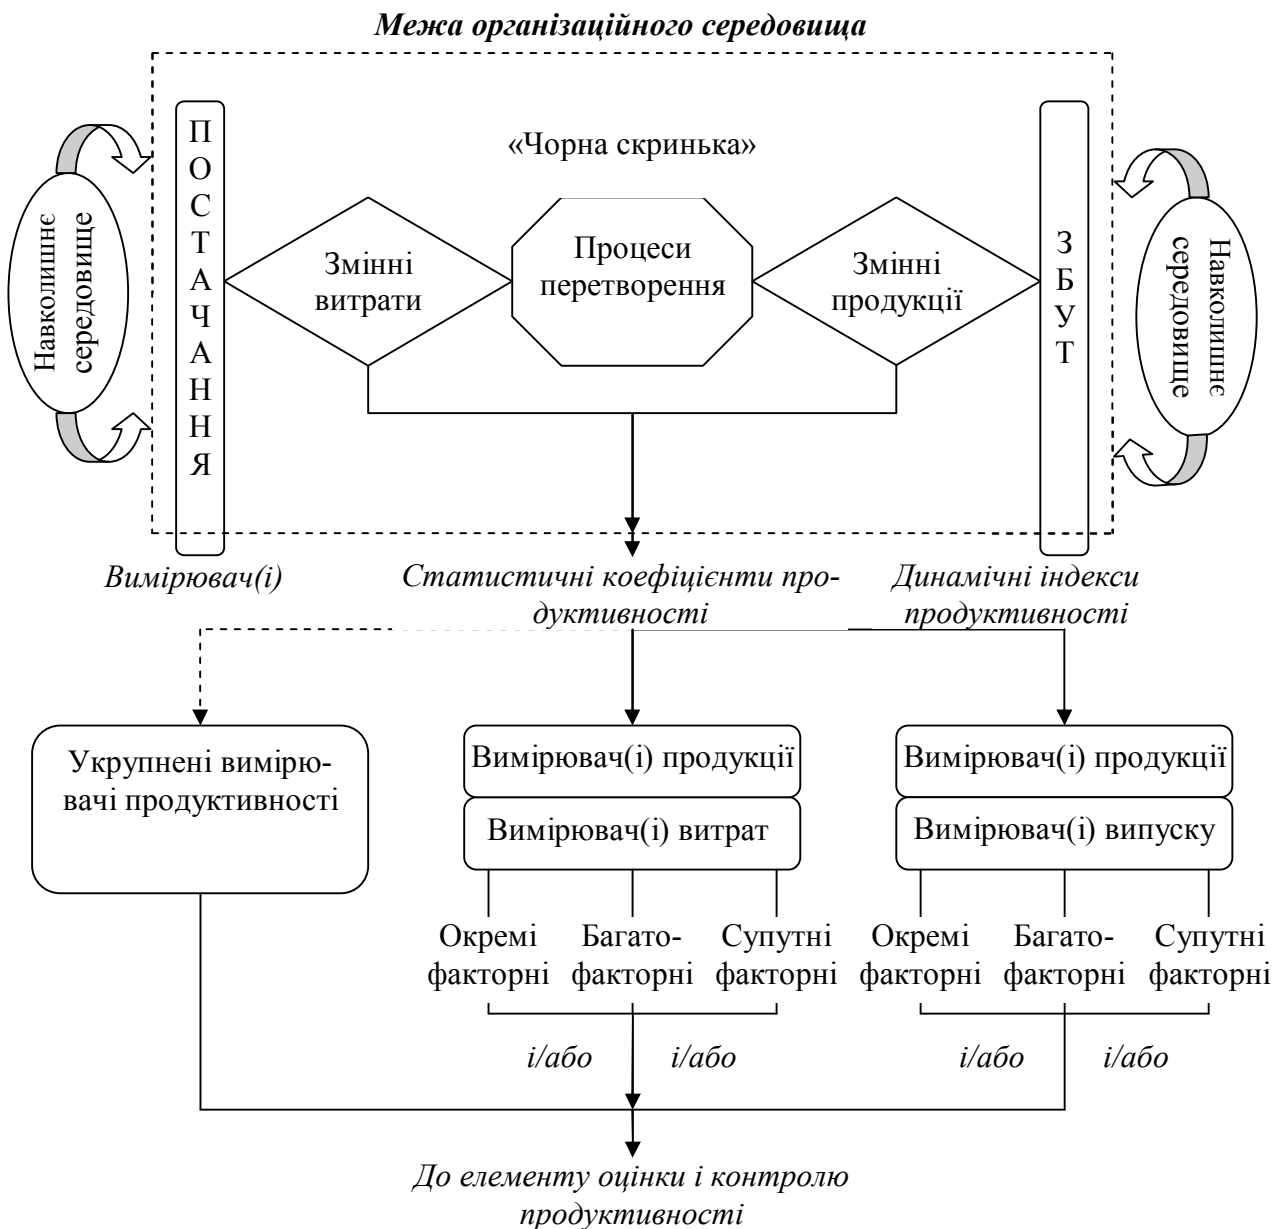 Межа організаційного середовища
«Чорна скринька»
Навколишнє
середовище
ПОСТАЧАННЯ
Змінні
витрати
Процеси
перетворення
Змінні
продукції
ЗБУТ
Навколишнє
середовище
Вимірювач(і)
Статистичні коефіцієнти про-
дуктивності
Динамічні індекси
продуктивності
Укрупнені вимірю-
вачі продуктивності
Вимірювач(і) продукції
Вимірювач(і) витрат
Вимірювач(і) продукції
Вимірювач(і) випуску
Окремі
факторні
Багато-
факторні
Супутні
факторні
Окремі
факторні
Багато-
факторні
Супутні
факторні
і/або
і/або
і/або
і/або
До елементу оцінки і контролю
продуктивності